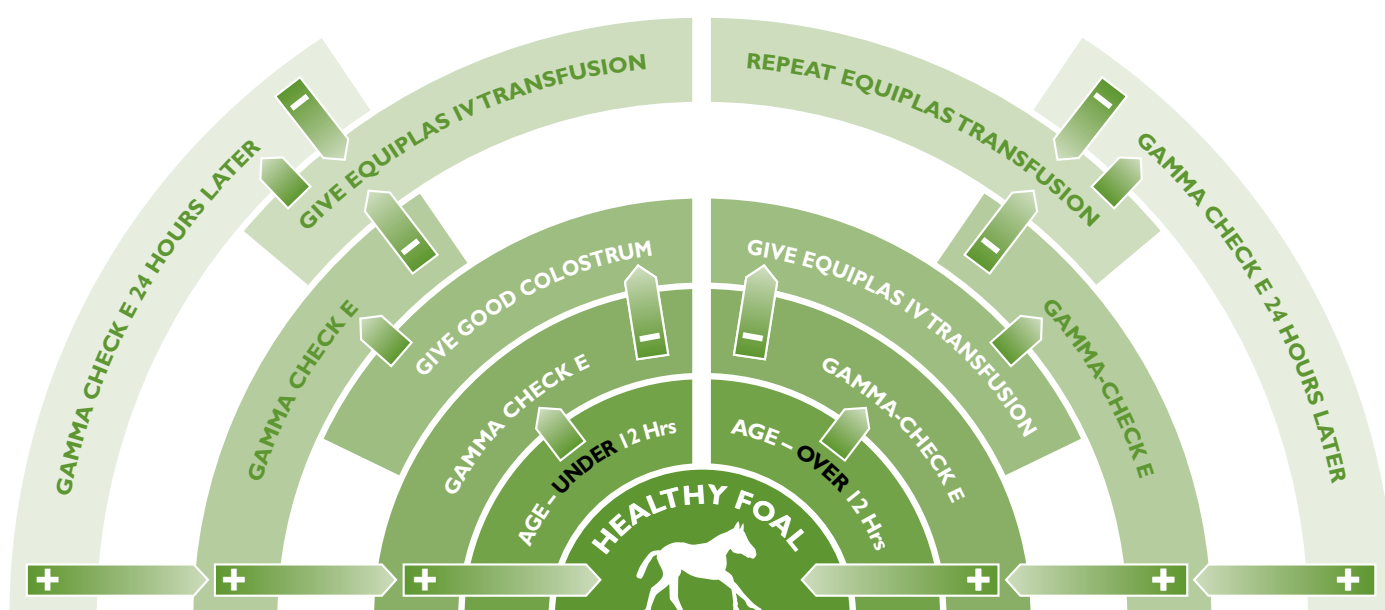 GAMMA CHECK E 24 HOURS LATER
GIVE EQUIPLAS IV TRANSFUSION
GAMMA CHECK E
GIVE GOOD COLOSTRUM
GAMMA CHECK E
AGE – UNDER 12 Hrs
HEALTHY FOAL
AGE – OVER 12 Hrs
GAMMA-CHECK E
GIVE EQUIPLAS IV TRANSFUSION
GAMMA-CHECK E
REPEAT EQUIPLAS TRANSFUSION
GAMMA CHECK E 24 HOURS LATER